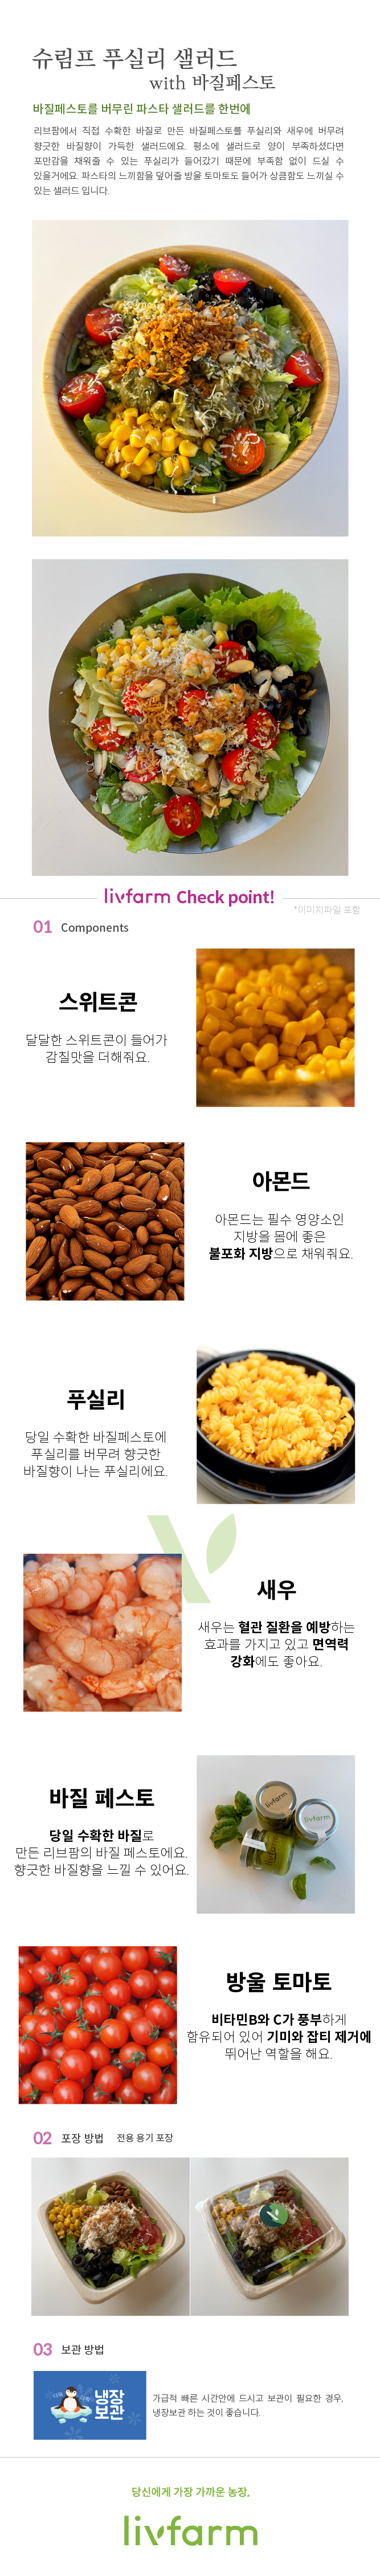 슈림프 푸실리 샐러드
with 바질페스토
바질페스토를 버무린 파스타 샐러드를 한번에
리브팜에서 직접 수확한 바질로 만든 바질페스토를 푸실리와 새우에 버무려
향긋한 바질향이 가득한 샐러드에요. 평소에 샐러드로 양이 부족하셨다면
포만감을 채워줄 수 있는 푸실리가 들어갔기 때문에 부족함 없이 드실 수
있을거에요. 파스타의 느끼함을 덮어줄 방울 토마토도 들어가 상큼함도 느끼실 수
있는 샐러드 입니다.
livfarm Check point!
*이미지파일 포함
01 Components
스위트콘
달달한 스위트콘이 들어가
감칠맛을 더해줘요.
아몬드
아몬드는 필수 영양소인
지방을 몸에 좋은
불포화 지방으로 채워줘요.
푸실리
당일 수확한 바질페스토에
푸실리를 버무려 향긋한
바질향이 나는 푸실리에요.
새우
새우는 혈관 질환을 예방하는
효과를 가지고 있고 면역력
강화에도 좋아요.
바질 페스토
당일 수확한 바질로
만든 리브팜의 바질 페스토에요.
향긋한 바질향을 느낄 수 있어요.
livfarm
livfarm
livfarm
방울 토마토
비타민B와 C가 풍부하게
함유되어 있어 기미와 잡티 제거에
뛰어난 역할을 해요.
02 포장 방법 전용 용기 포장
03 보관 방법
냉장
보관
가급적 빠른 시간안에 드시고 보관이 필요한 경우,
냉장보관 하는 것이 좋습니다.
당신에게 가장 가까운 농장,
livfarm